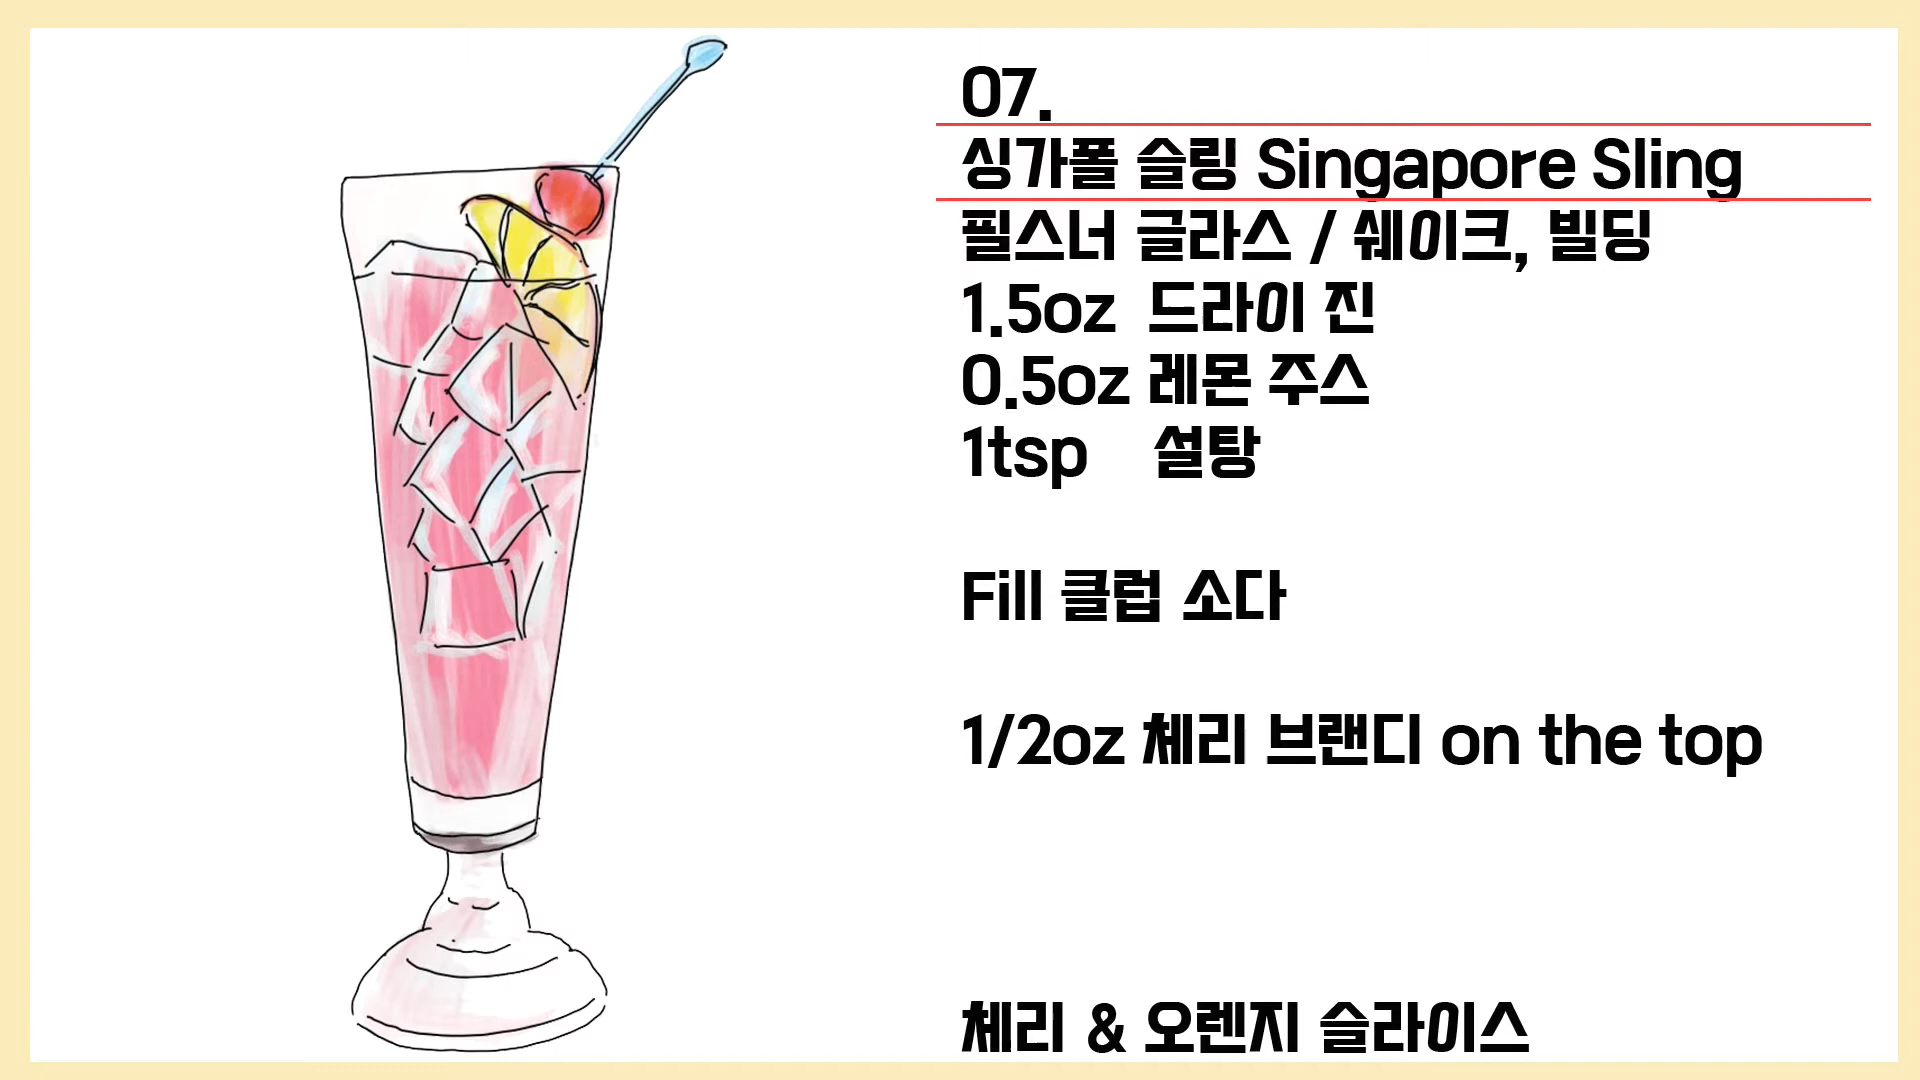 07.
싱가폴 슬링 Singapore Sling
필스너 글라스 / 쉐이크, 빌딩
1.5oz 드라이 진
0.5oz 레몬 주스
1tsp 설탕
Fill 클럽 소다
1/2oz 체리 브랜디 on the top
체리 & 오렌지 슬라이스